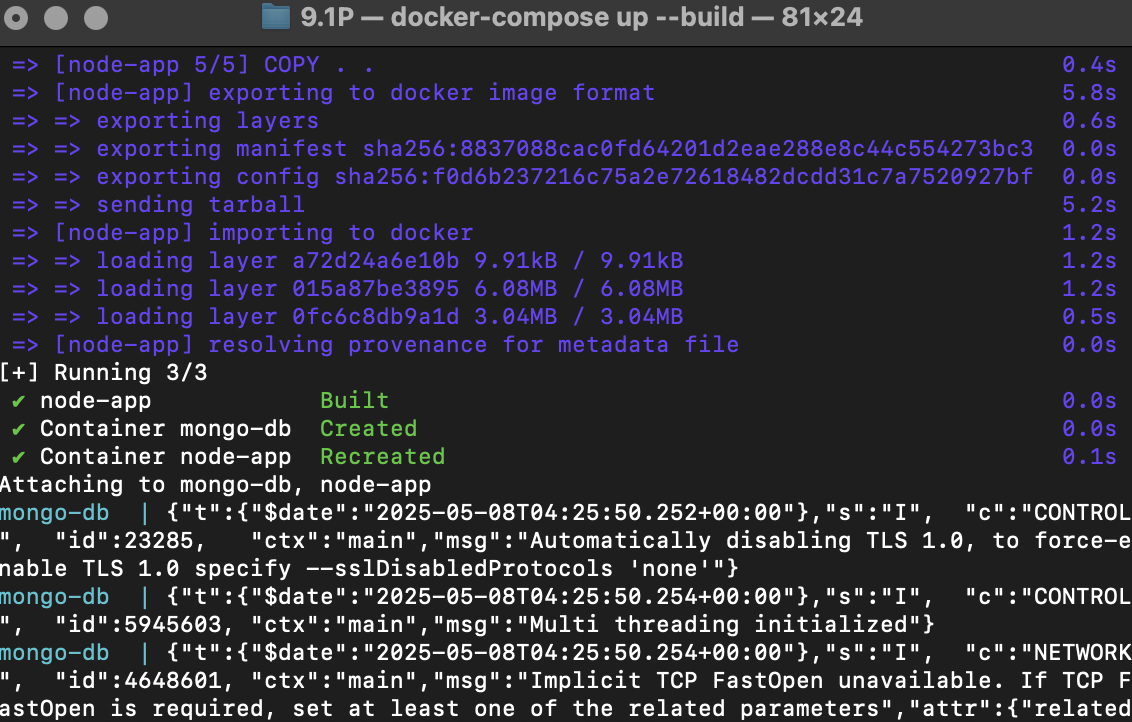 9.1P — docker-compose up --build — 81×24
=> [node-app 5/5] COPY . . 0.4s
=> [node-app] exporting to docker image format 5.8s
=> => exporting layers 0.6s
=> => exporting manifest sha256:8837088cac0fd64201d2eae288e8c44c554273bc3 0.0s
=> => exporting config sha256:f0d6b237216c75a2e72618482dcdd31c7a7520927bf 0.0s
=> => sending tarball 5.2s
=> [node-app] importing to docker 1.2s
=> => loading layer a72d24a6e10b 9.91kB / 9.91kB 1.2s
=> => loading layer 015a87be3895 6.08MB / 6.08MB 1.2s
=> => loading layer 0fc6c8db9a1d 3.04MB / 3.04MB 0.5s
=> [node-app] resolving provenance for metadata file 0.0s
[+] Running 3/3
✔ node-app Built 0.0s
✔ Container mongo-db Created 0.0s
✔ Container node-app Recreated 0.1s
Attaching to mongo-db, node-app
mongo-db | {"t":{"$date":"2025-05-08T04:25:50.252+00:00"},"s":"I", "c":"CONTROL
", "id":23285, "ctx":"main","msg":"Automatically disabling TLS 1.0, to force-e
nable TLS 1.0 specify --sslDisabledProtocols 'none'"}
mongo-db | {"t":{"$date":"2025-05-08T04:25:50.254+00:00"},"s":"I", "c":"CONTROL
", "id":5945603, "ctx":"main","msg":"Multi threading initialized"}
mongo-db | {"t":{"$date":"2025-05-08T04:25:50.254+00:00"},"s":"I", "c":"NETWORK
", "id":4648601, "ctx":"main","msg":"Implicit TCP FastOpen unavailable. If TCP F
astOpen is required, set at least one of the related parameters","attr":{"related